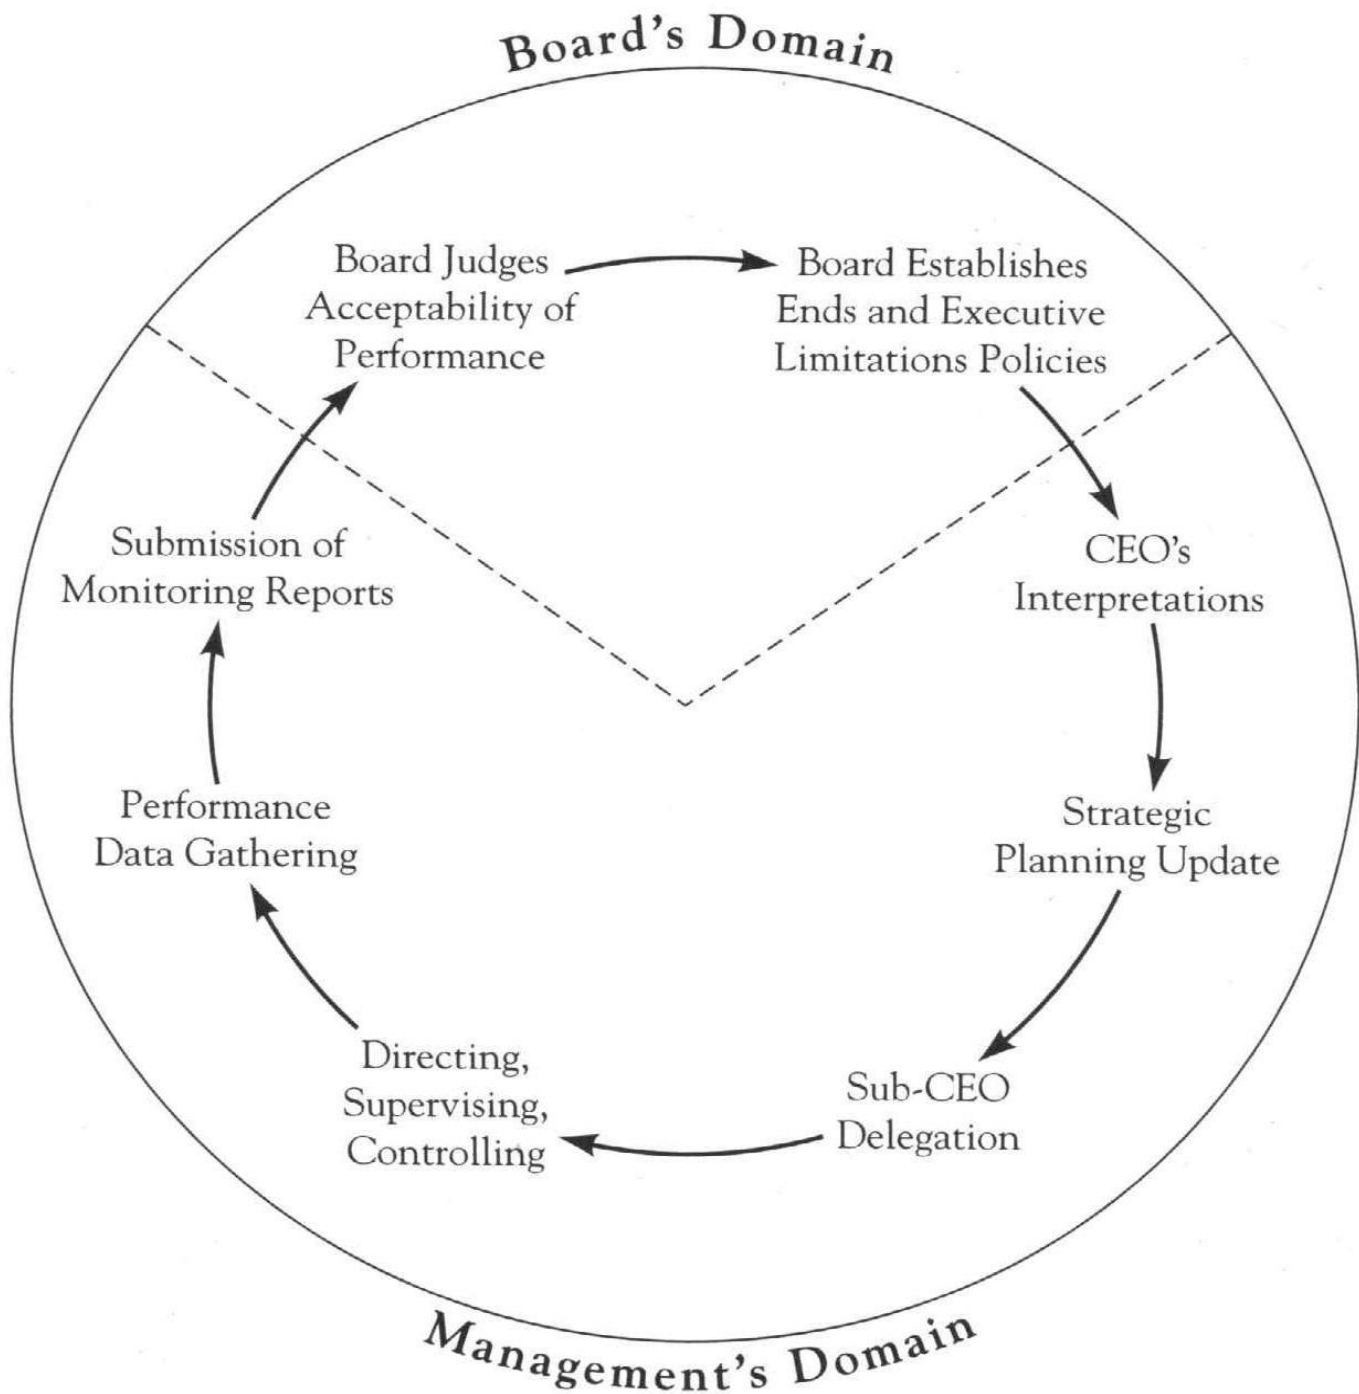 Board's Domain
Board Judges
Acceptability of
Performance
Board Establishes
Ends and Executive
Limitations Policies
CEO's
Interpretations
Strategic
Planning Update
Sub-CEO
Delegation
Directing,
Supervising,
Controlling
Performance
Data Gathering
Submission of
Monitoring Reports
Management's Domain